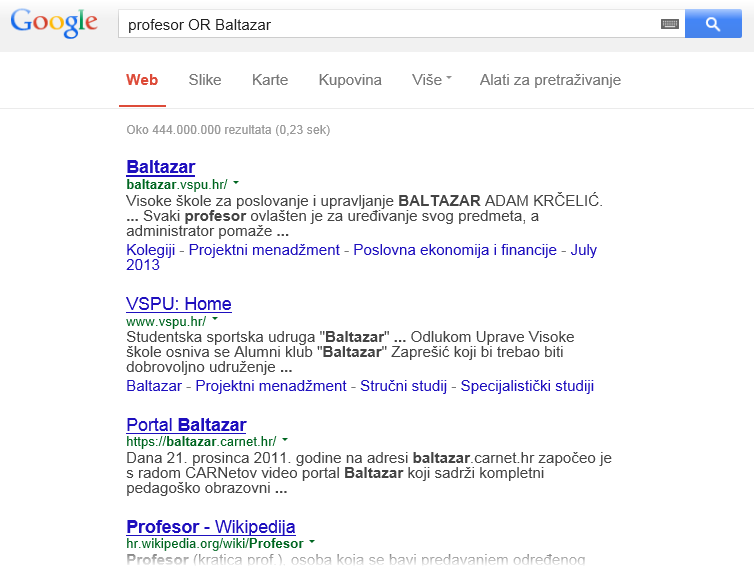 Google
profesor OR Baltazar
Web Slike Karte Kupovina Više Alati za pretraživanje
Oko 444.000.000 rezultata (0,23 sek)
Baltazar
baltazar.vspu.hr/
Visoke škole za poslovanje i upravljanje BALTAZAR ADAM KRČELIĆ.
... Svaki profesor ovlašten je za uređivanje svog predmeta, a
administrator pomaže ...
Kolegiji - Projektni menadžment - Poslovna ekonomija i financije - July
2013
VSPU: Home
www.vspu.hr/
Studentska sportska udruga "Baltazar" ... Odlukom Uprave Visoke
škole osniva se Alumni klub "Baltazar" Zaprešić koji bi trebao biti
dobrovoljno udruženje ...
Baltazar - Projektni menadžment - Stručni studij - Specijalistički studiji
Portal Baltazar
https://baltazar.carnet.hr/
Dana 21. prosinca 2011. godine na adresi baltazar.carnet.hr započeo je
s radom CARNetov video portal Baltazar koji sadrži kompletni
pedagoško obrazovni ...
Profesor - Wikipedija
hr.wikipedia.org/wiki/Profesor
Profesor (kratica prof.), osoba koja se bavi predavanjem određenog